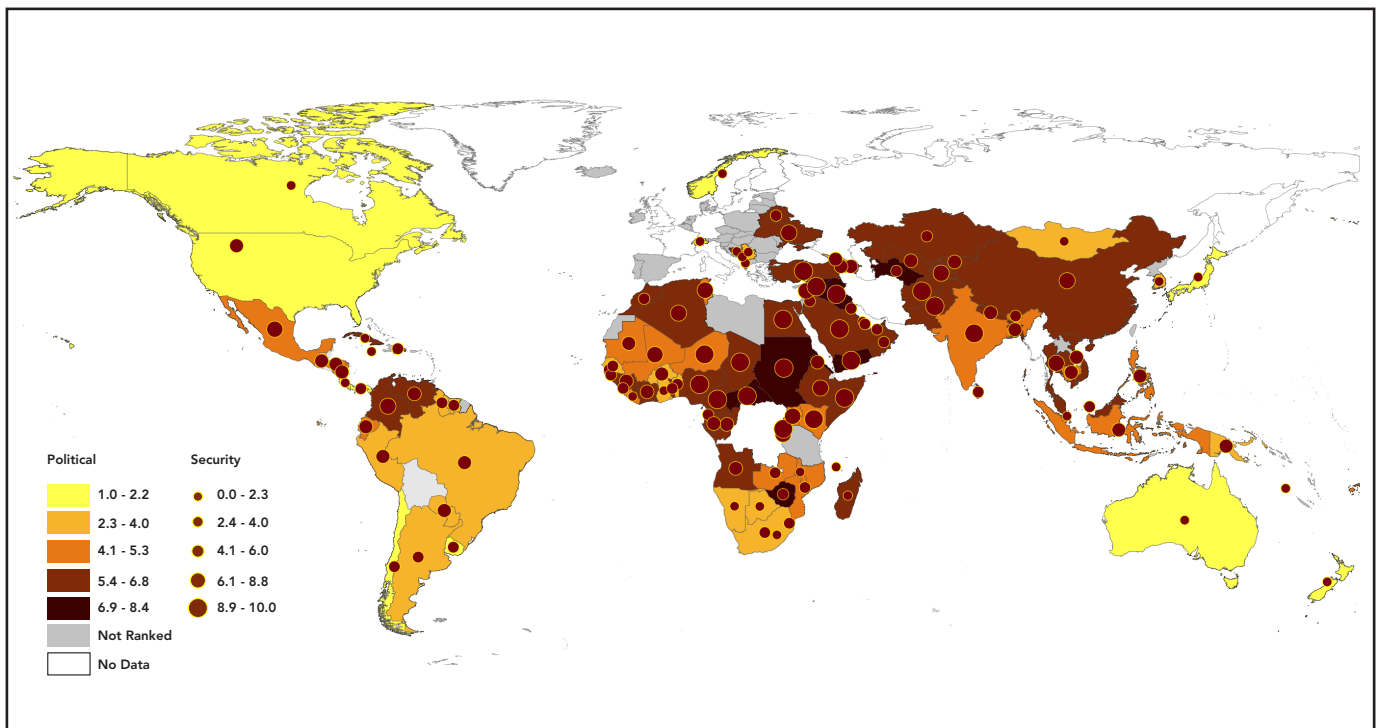 Political
1.0 - 2.2
2.3 - 4.0
4.1 - 5.3
5.4 - 6.8
6.9 - 8.4
Not Ranked
No Data
Security
0.0 - 2.3
2.4 - 4.0
4.1 - 6.0
6.1 - 8.8
8.9 - 10.0